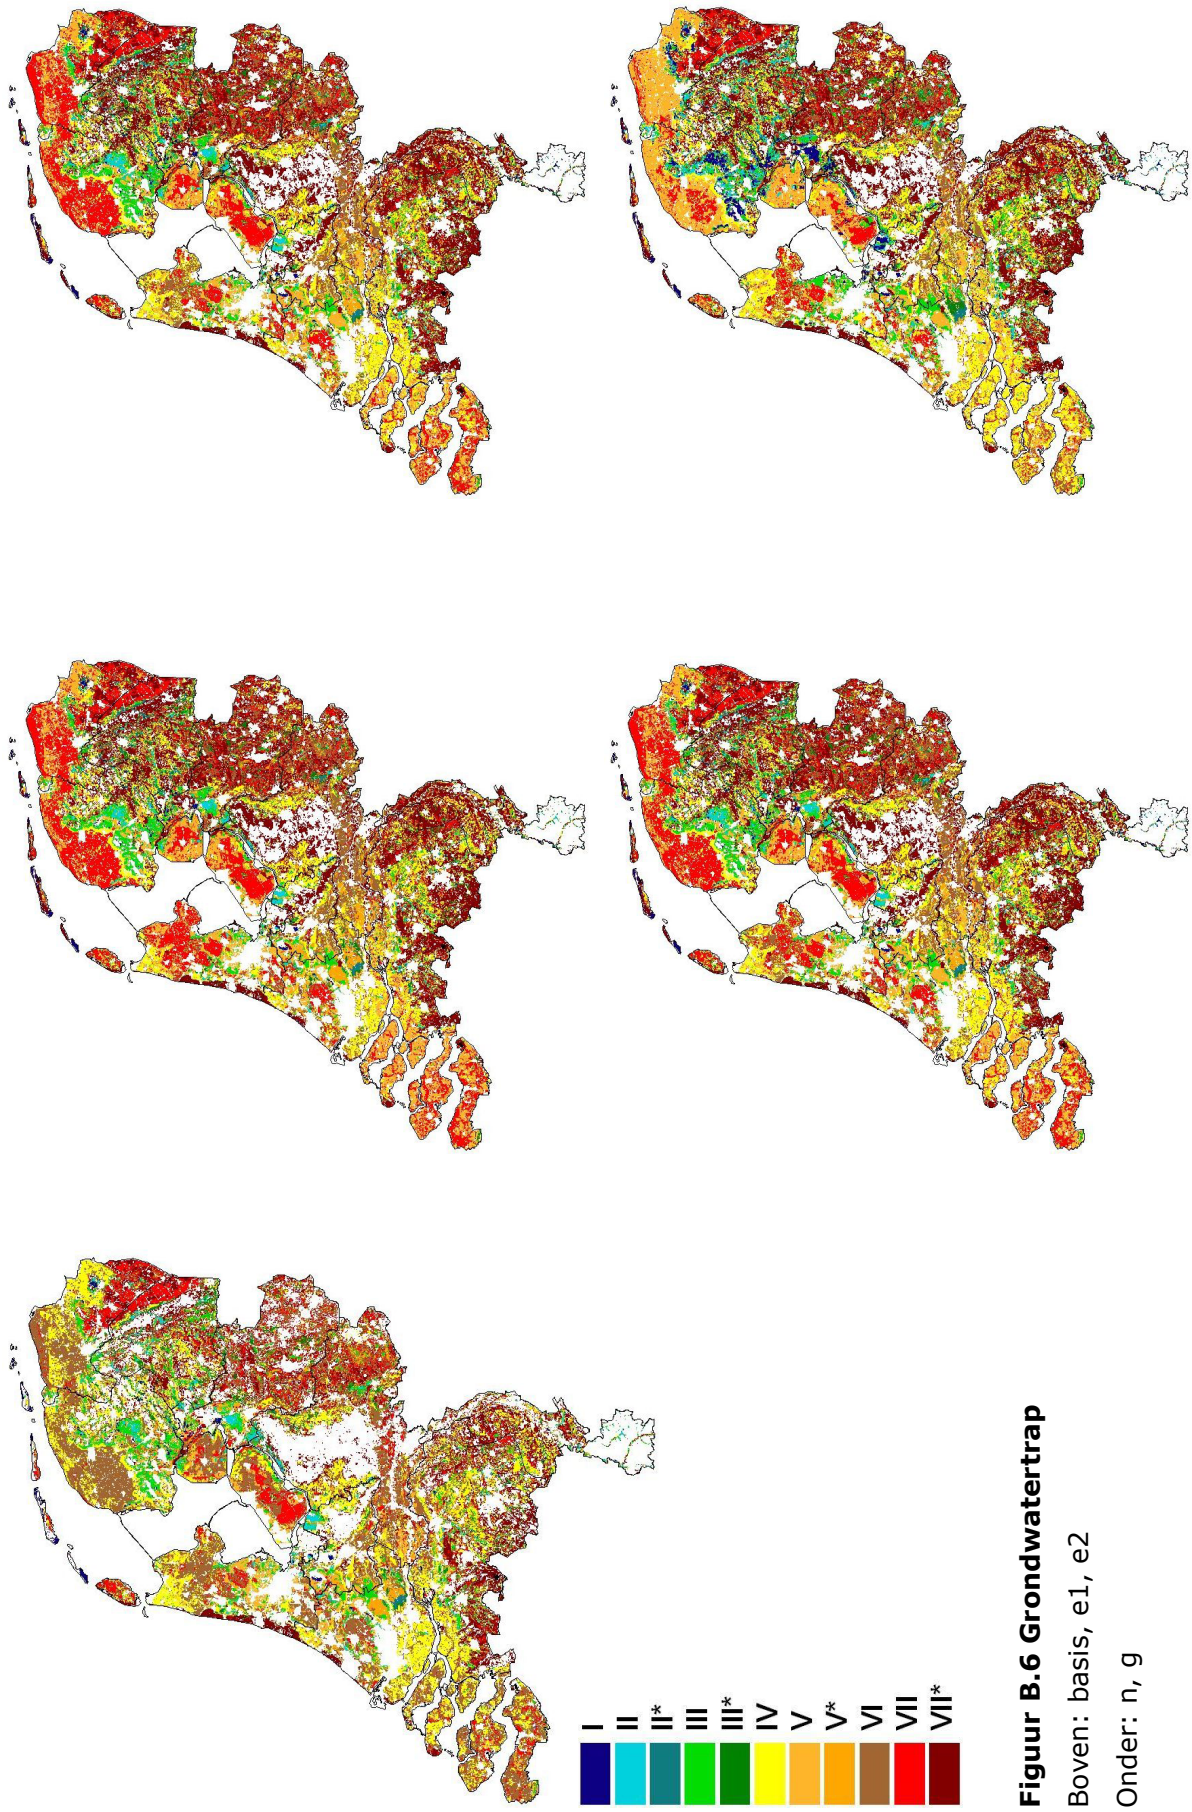 I
II
II*
III
III*
IV
V
V*
VI
VII
VII*
Figuur B.6 Grondwatertrap
Boven: basis, e1, e2
Onder: n, g